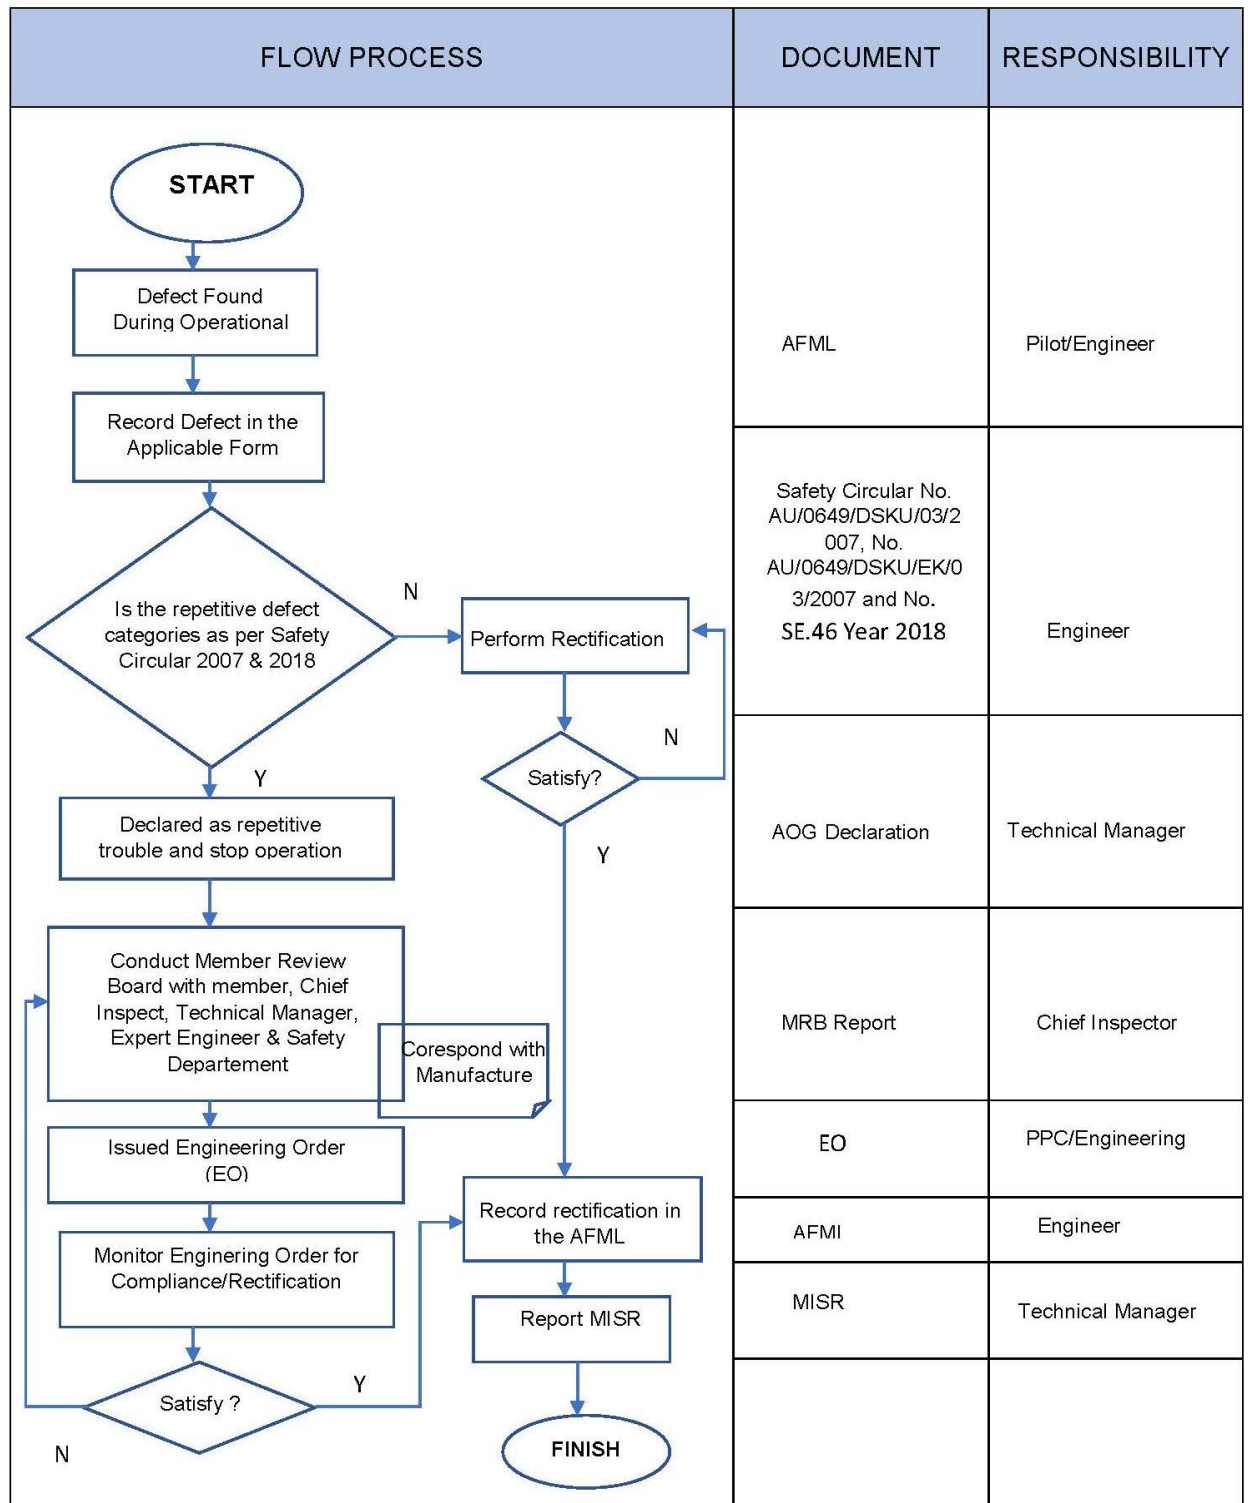 FLOW PROCESS
DOCUMENT
RESPONSIBILITY
START
Defect Found
During Operational
AFML
Pilot/Engineer
Record Defect in the
Applicable Form
Safety Circular No.
AU/0649/DSKU/03/2
007, No.
AU/0649/DSKU/EK/0
3/2007 and No.
SE.46 Year 2018
Engineer
Is the repetitive defect
categories as per Safety
Circular 2007 & 2018
N
Perform Rectification
Y
Satisfy?
N
Y
Declared as repetitive
trouble and stop operation
AOG Declaration
Technical Manager
Conduct Member Review
Board with member, Chief
Inspect, Technical Manager,
Expert Engineer & Safety
Departement
Corespond with
Manufacture
MRB Report
Chief Inspector
Issued Engineering Order
(EO)
EO
PPC/Engineering
Monitor Enginering Order for
Compliance/Rectification
Record rectification in
the AFML
AFMI
Engineer
Report MISR
MISR
Technical Manager
Satisfy ?
Y
N
FINISH